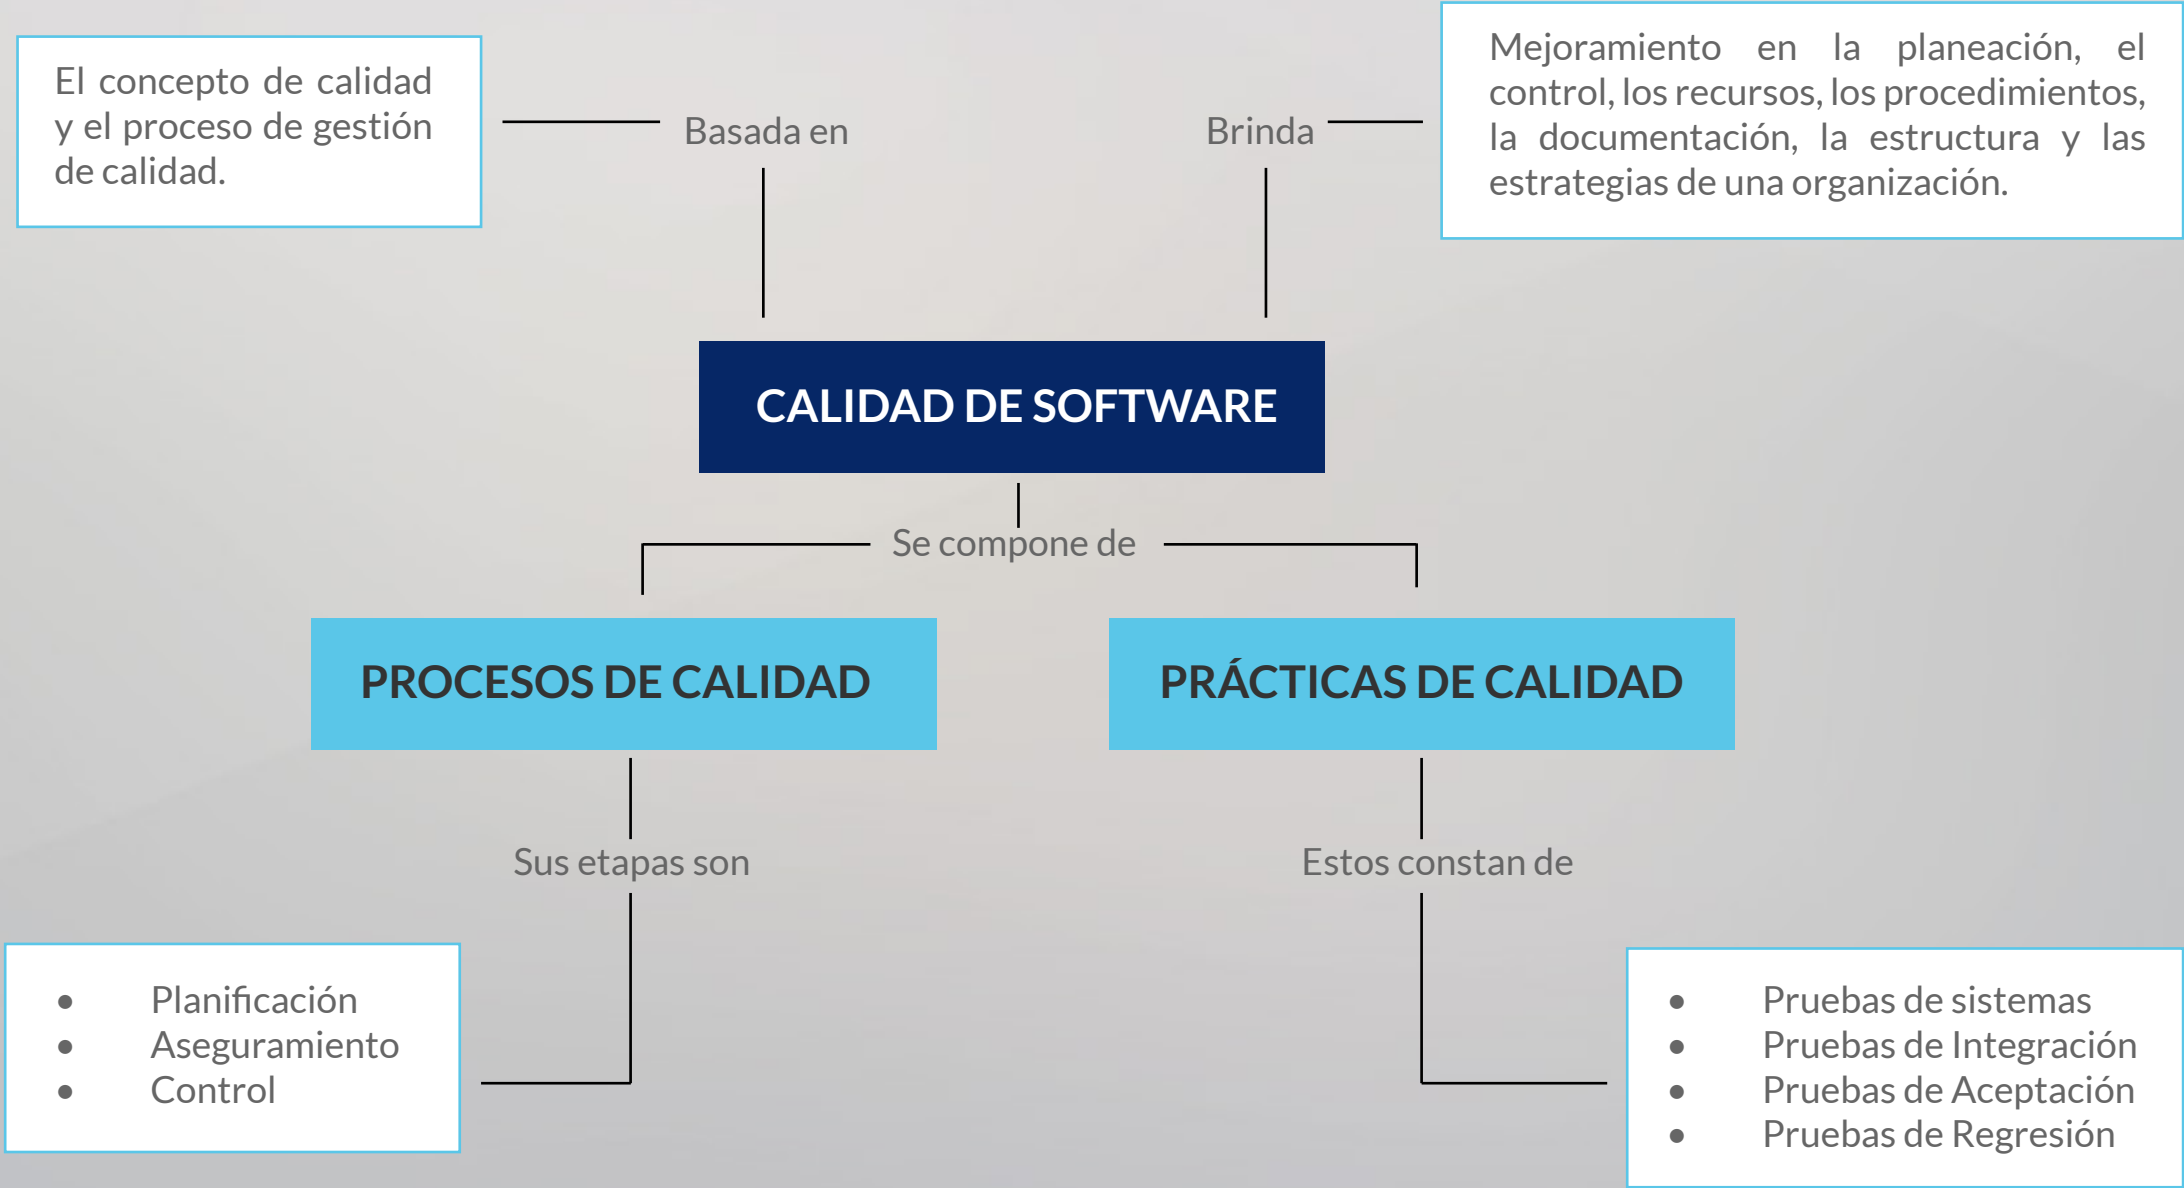 El concepto de calidad
y el proceso de gestión
de calidad.
Basada en
Brinda
Mejoramiento en la planeación, el
control, los recursos, los procedimientos,
la documentación, la estructura y las
estrategias de una organización.
CALIDAD DE SOFTWARE
Se compone de
PROCESOS DE CALIDAD
PRÁCTICAS DE CALIDAD
Sus etapas son
Estos constan de
• Planificación
• Aseguramiento
• Control
• Pruebas de sistemas
• Pruebas de Integración
• Pruebas de Aceptación
• Pruebas de Regresión